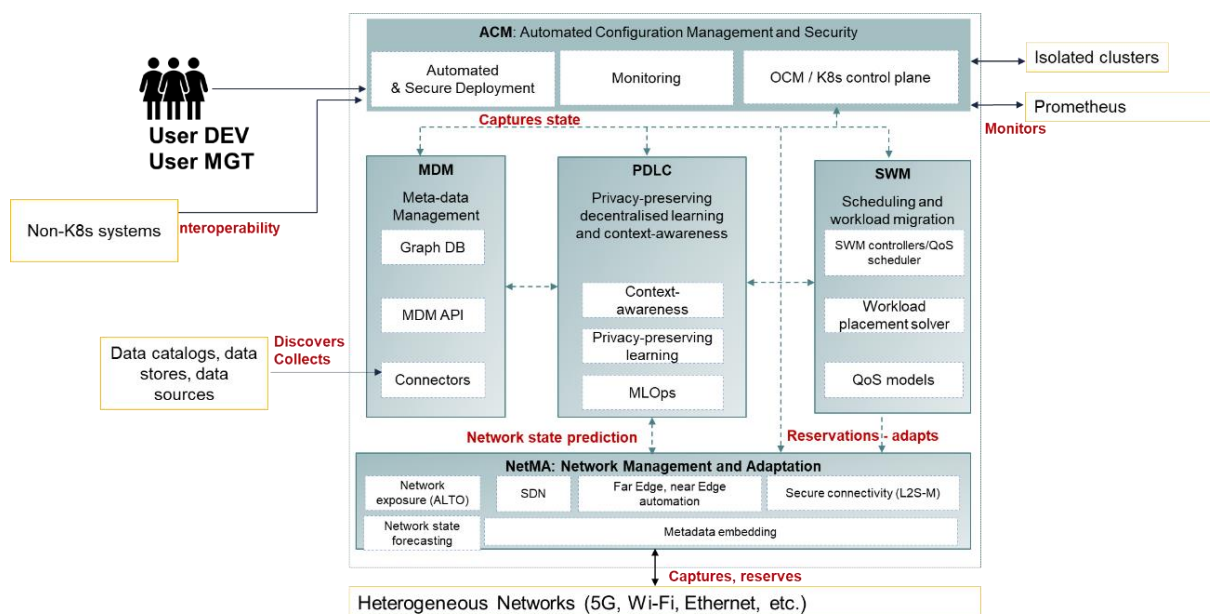 ACM: Automated Configuration Management and Security
Automated
& Secure Deployment
Monitoring
OCM / K8s control plane
Isolated clusters
Prometheus
Monitors
User DEV
User MGT
Captures state
Non-K8s systems
nteroperability
MDM
Meta-data
Management
Graph DB
MDM API
Connectors
PDLC
Privacy-preserving
decentralised learning
and context-awareness
Context-
awareness
Privacy-preserving
learning
MLOps
SWM
Scheduling and
workload migration
SWM controllers/QoS
scheduler
Workload
placement solver
QoS models
Data catalogs, data
stores, data
sources
Discovers
Collects
Network state prediction
Reservations - adapts
NetMA: Network Management and Adaptation
Network
exposure (ALTO)
SDN
Far Edge, near Edge
automation
Secure connectivity (L2S-M)
Network state
forecasting
Metadata embedding
Captures, reserves
Heterogeneous Networks (5G, Wi-Fi, Ethernet, etc.)